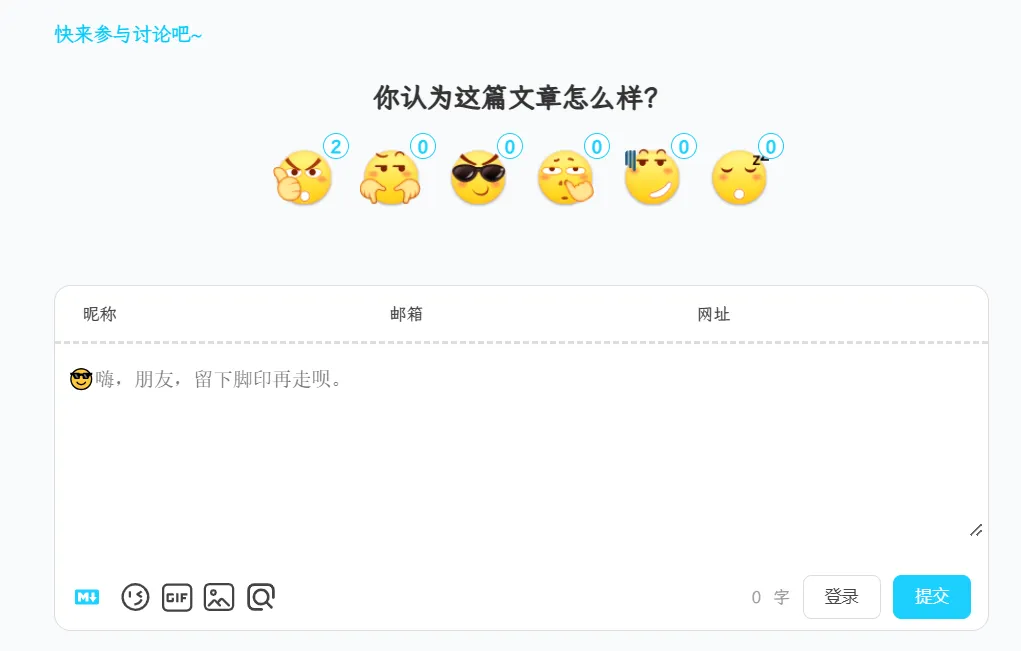 快来参与讨论吧~
你认为这篇文章怎么样?
2 0 0 0 0 0
昵称 邮箱 网址
😎嗨，朋友，留下脚印再走呗。
M↓ GIF 0 字 登录 提交